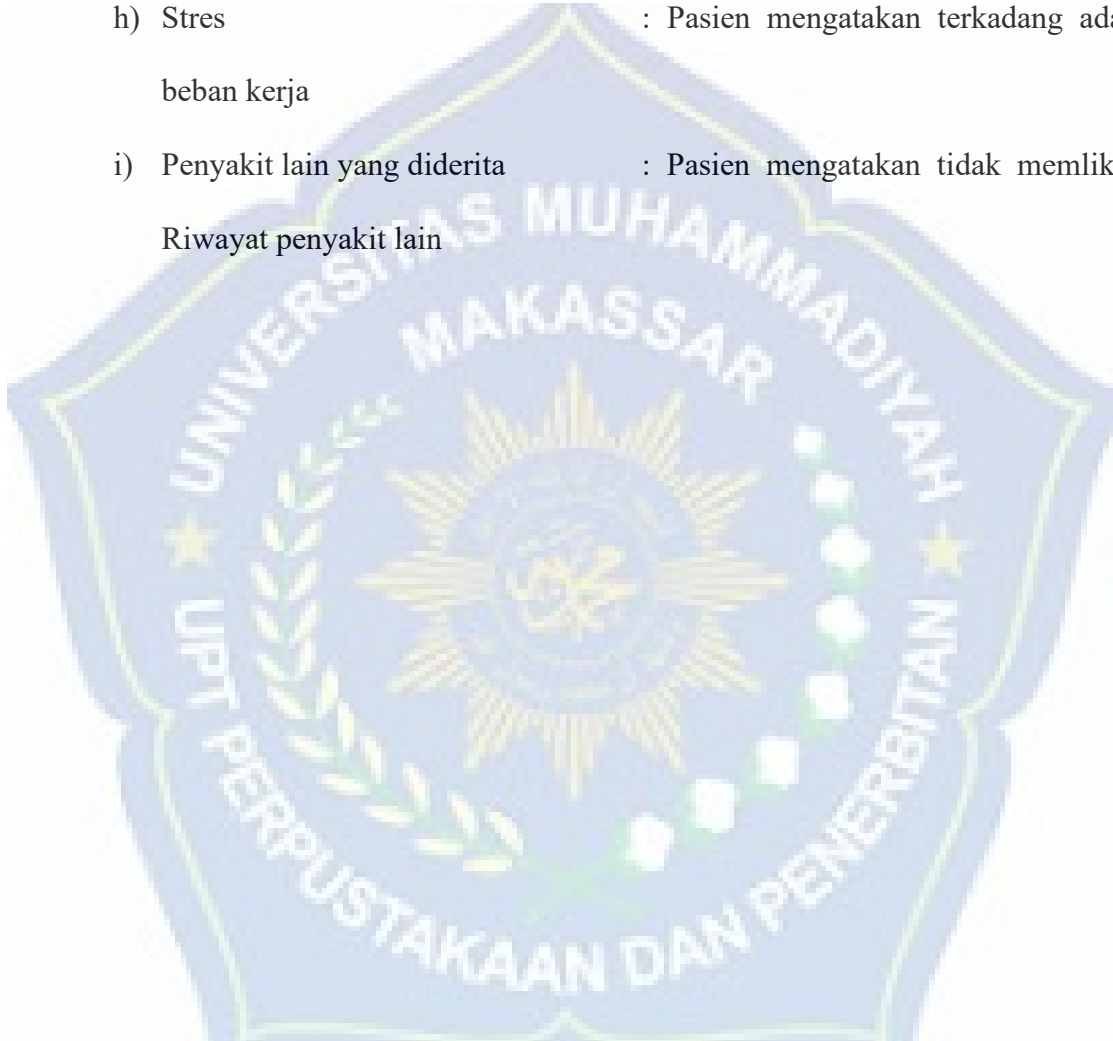 h) Stres : Pasien mengatakan terkadang ada
beban kerja
i) Penyakit lain yang diderita : Pasien mengatakan tidak memlik
Riwayat penyakit lain
UNIVERSITAS MUHAMMADIYAH
MAKASSAR
UPT PERPUSTAKAAN DAN PENERBITAN